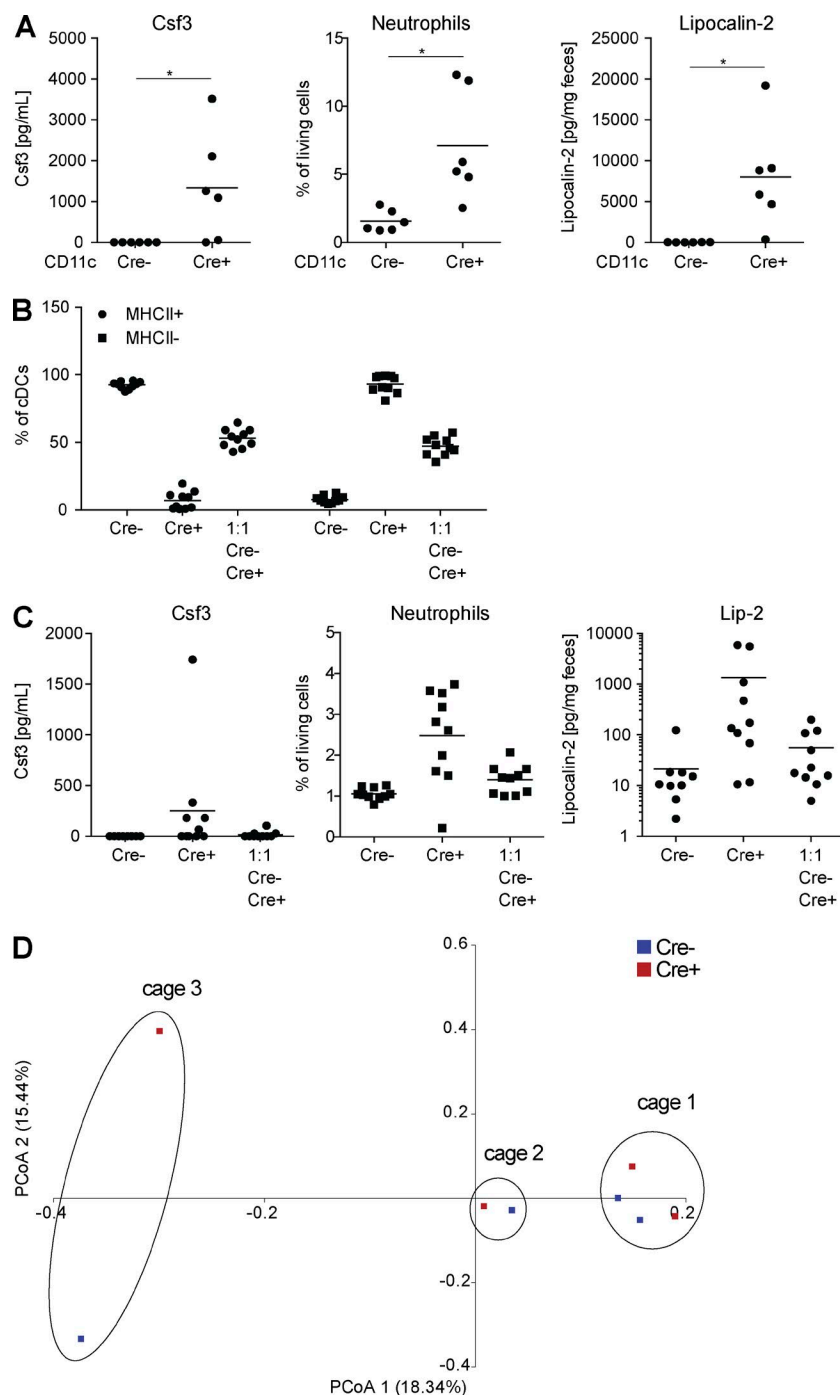 A
Csf3
Csf3 [pg/mL]
5000
4000
3000
2000
1000
0
*
CD11c Cre- Cre+
Neutrophils
% of living cells
15
10
5
0
*
CD11c Cre- Cre+
Lipocalin-2
Lipocalin-2 [pg/mg feces]
25000
20000
15000
10000
5000
0
*
CD11c Cre- Cre+
B
% of cDCs
150
100
50
0
MHCII+
MHCII-
Cre- Cre+ 1:1 Cre- Cre+ 1:1
Cre- Cre-
Cre+ Cre+
C
Csf3
Csf3 [pg/mL]
2000
1500
1000
500
0
Cre- Cre+ 1:1
Cre-
Cre+
Neutrophils
% of living cells
5
4
3
2
1
0
Cre- Cre+ 1:1
Cre-
Cre+
Lip-2
Lipocalin-2 [pg/mg feces]
10000
1000
100
10
1
Cre- Cre+ 1:1
Cre-
Cre+
D
Cre-
Cre+
cage 3
cage 2
cage 1
PCoA 2 (15.44%)
0.6
0.4
0.2
-0.2
-0.4
-0.4 -0.2 0.2
PCoA 1 (18.34%)